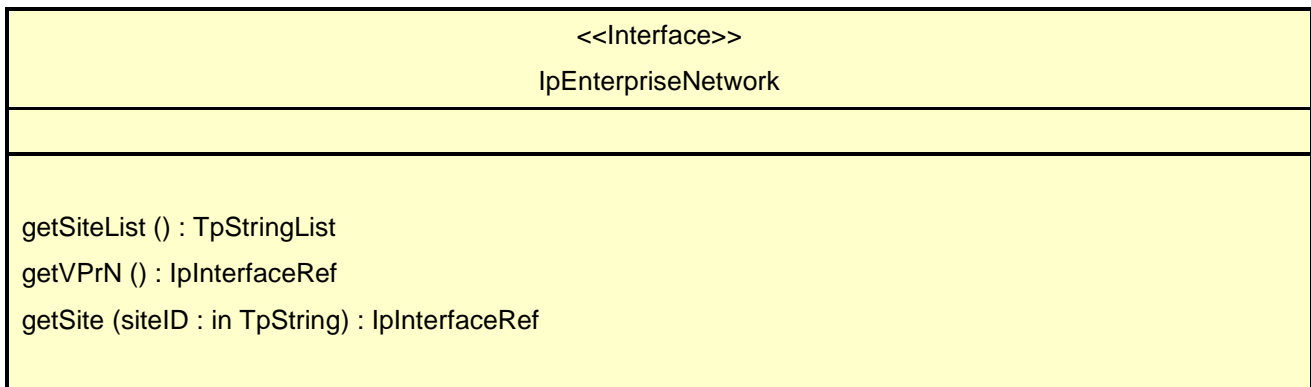 <<Interface>>
IpEnterpriseNetwork
getSiteList () : TpStringList
getVPrN () : IpInterfaceRef
getSite (siteID : in TpString) : IpInterfaceRef